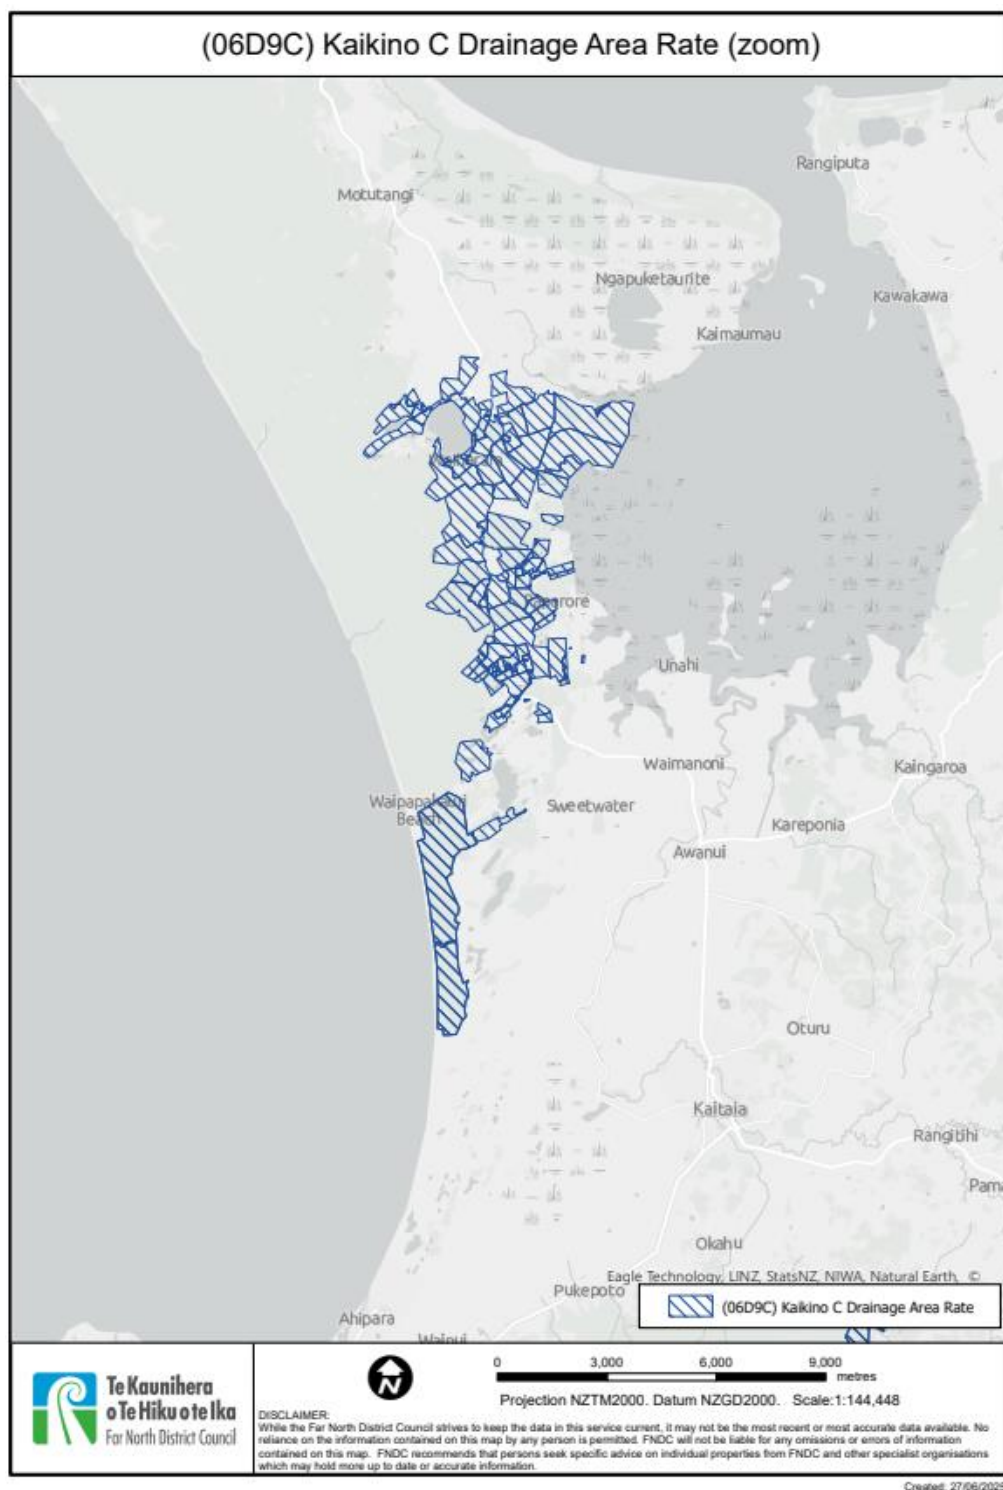 (06D9C) Kaikino C Drainage Area Rate (zoom)
Rangiputa
Motutangi
Ngapuketaurite
Kawakawa
Kaimaumau
Unahi
Waimanoni
Kaingaroa
Waipapakauri
Beach
Sweetwater
Kareponia
Awanui
Oturu
Kaitaia
Rangitihi
Pama
Okahu
Eagle Technology, LINZ, StatsNZ, NIWA, Natural Earth, ©
Pukepoto
(06D9C) Kaikino C Drainage Area Rate
Ahipara
Te Kaunihera
o Te Hiku o te Ika
Far North District Council
N
0 3,000 6,000 9,000
metres
Projection NZTM2000. Datum NZGD2000. Scale:1:144,448
DISCLAIMER:
While the Far North District Council strives to keep the data in this service current, it may not be the most recent or most accurate data available. No
reliance on the information contained on this map by any person is permitted. FNDC will not be liable for any omissions or errors of information
contained on this map. FNDC recommends that persons seek specific advice on individual properties from FNDC and other specialist organisations
which may hold more up to date or accurate information.
Created: 27/06/2025